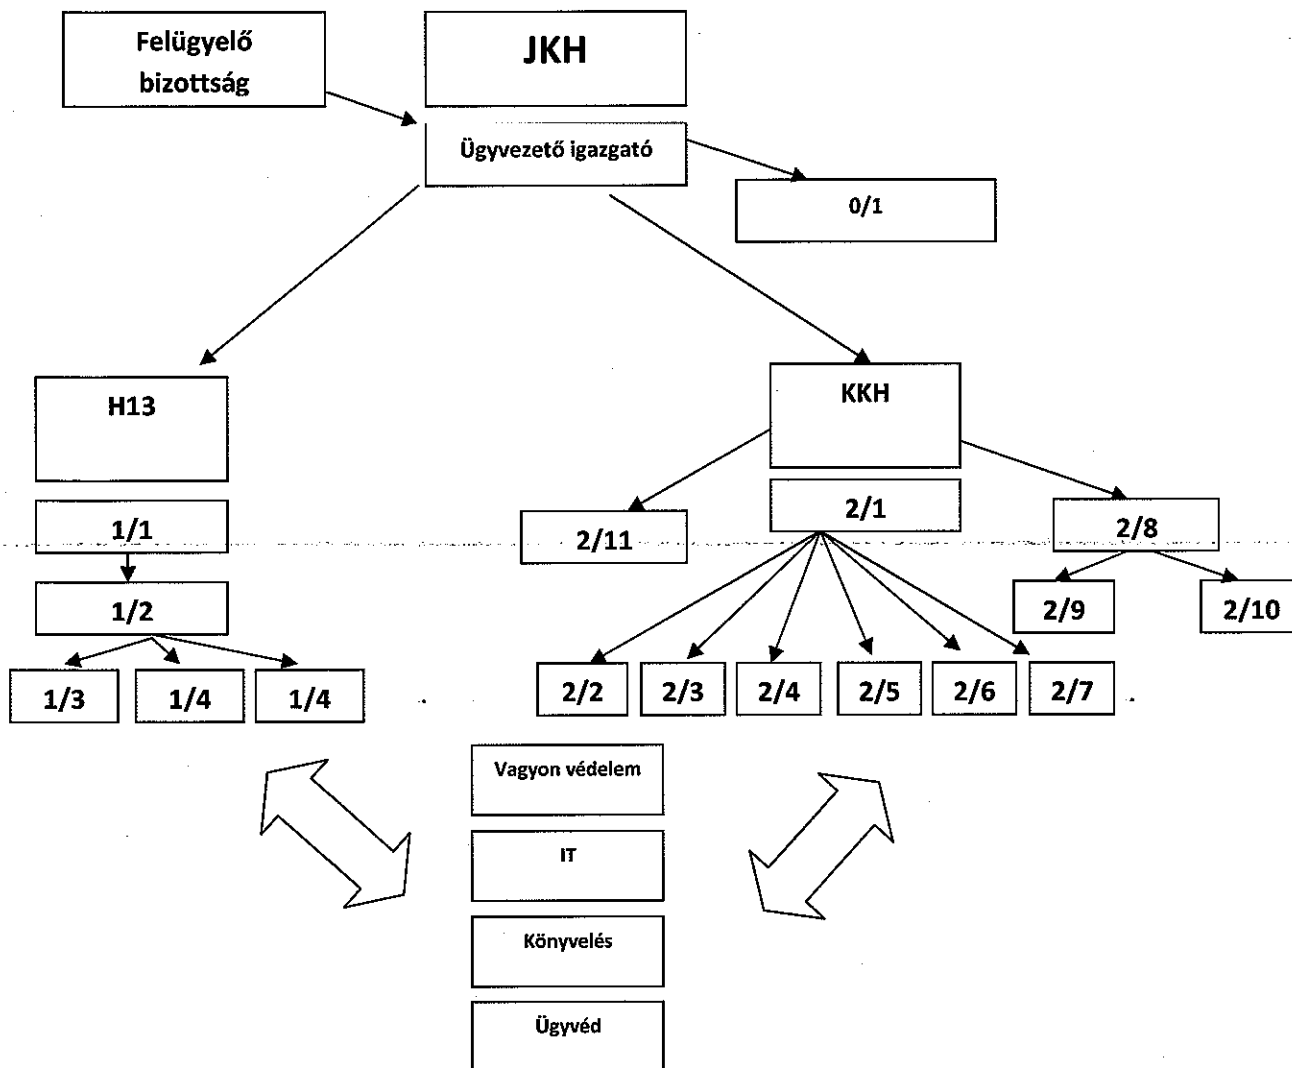 Felügyelő
bizottság
JKH
Ügyvezető igazgató
0/1
H13
KKH
1/1
2/11
2/1
2/8
1/2
2/9
2/10
1/3
1/4
1/4
2/2
2/3
2/4
2/5
2/6
2/7
Vagyon védelem
IT
Könyvelés
Ügyvéd